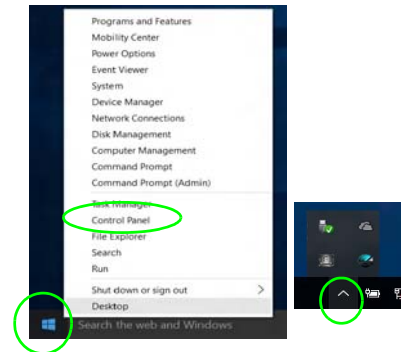 Programs and Features
Mobility Center
Power Options
Event Viewer
System
Device Manager
Network Connections
Disk Management
Computer Management
Command Prompt
Command Prompt (Admin)
Task Manager
Control Panel
File Explorer
Search
Run
Shut down or sign out
Desktop
Search the web and Windows